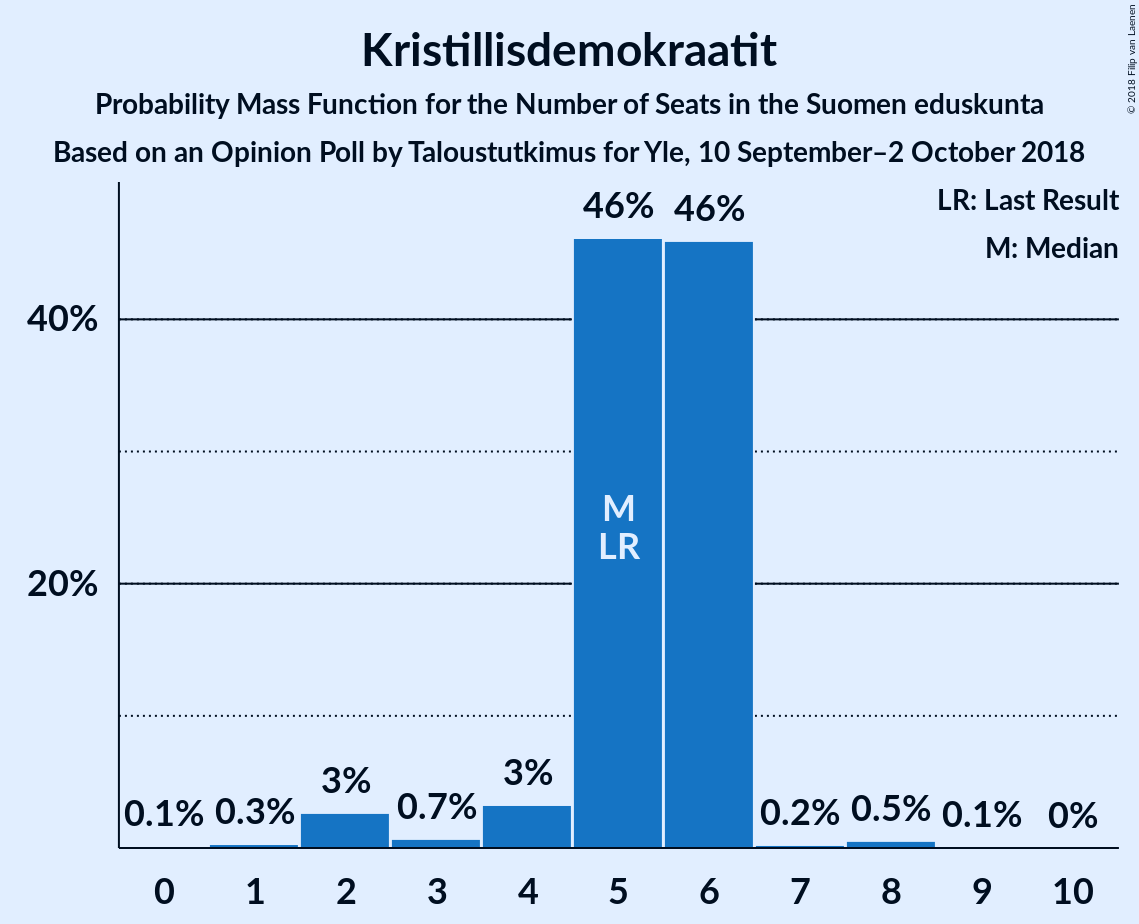 Kristillisdemokraatit
Probability Mass Function for the Number of Seats in the Suomen eduskunta
Based on an Opinion Poll by Taloustutkimus for Yle, 10 September–2 October 2018
© 2018 Filip van Laenen
LR: Last Result
M: Median
46% 46%
40%
M
LR
20%
0.1% 0.3% 3% 0.7% 3% 0.2% 0.5% 0.1% 0%
0 1 2 3 4 5 6 7 8 9 10